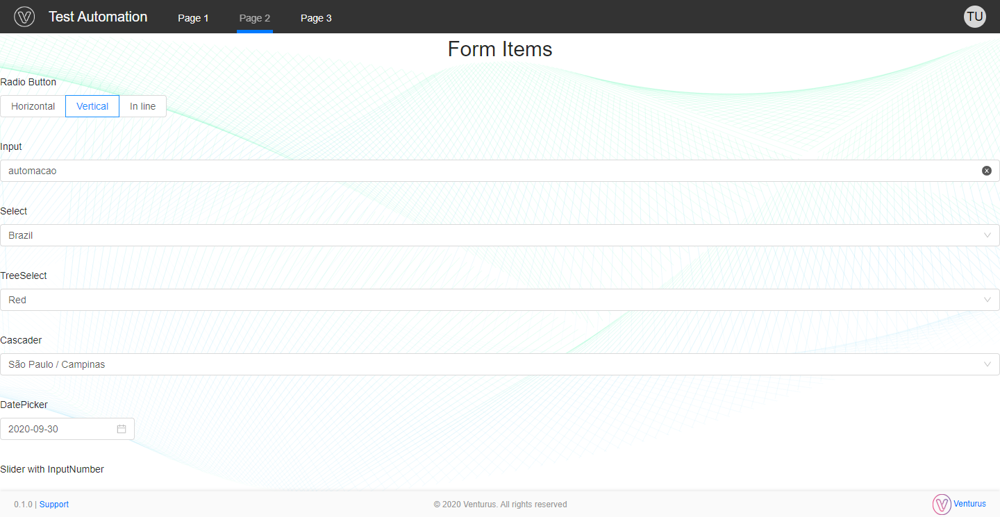 Test Automation Page 1 Page 2 Page 3 TU
Form Items
Radio Button
Horizontal Vertical In line
Input
automacao
Select
Brazil
TreeSelect
Red
Cascader
São Paulo / Campinas
DatePicker
2020-09-30
Slider with InputNumber
0.1.0 | Support © 2020 Venturus. All rights reserved Venturus